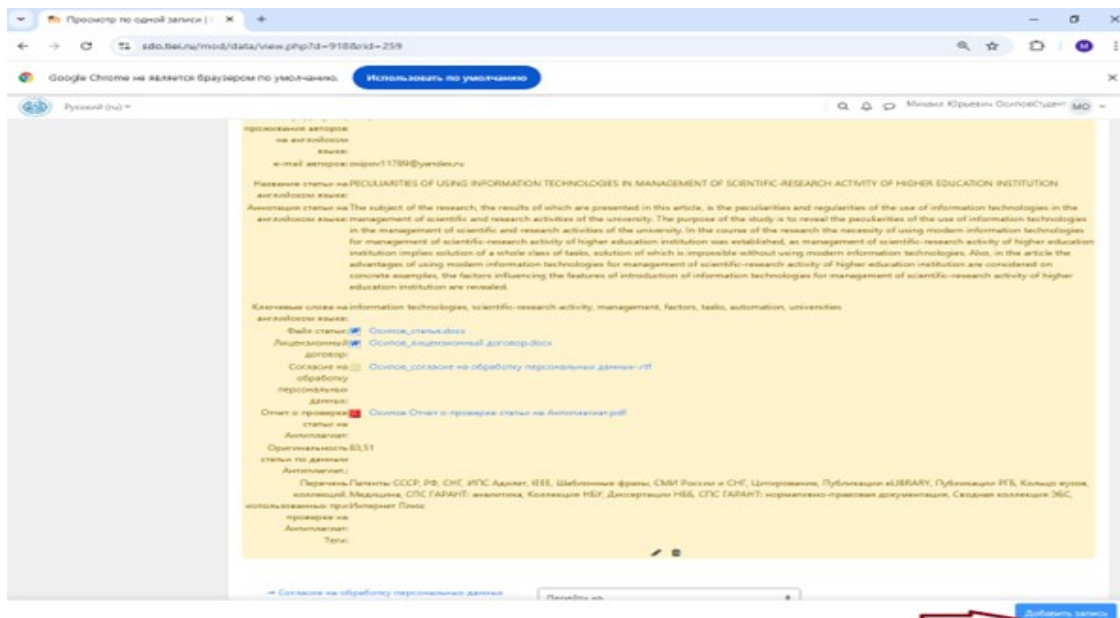 Просмотр по одной записи |
sdo.tiei.ru/mod/data/view.php?d=918&rid=259
Google Chrome не является браузером по умолчанию. Использовать по умолчанию
Русский (ru)
Михаил Юрьевич ОсиповСтудент МО
проживания авторов
на английском
языке:
e-mail авторов: osipov11789@yandex.ru
Название статьи на PECULIARITIES OF USING INFORMATION TECHNOLOGIES IN MANAGEMENT OF SCIENTIFIC-RESEARCH ACTIVITY OF HIGHER EDUCATION INSTITUTION
английском языке:
Аннотация статьи на The subject of the research, the results of which are presented in this article, is the peculiarities and regularities of the use of information technologies in the
английском языке: management of scientific and research activities of the university. The purpose of the study is to reveal the peculiarities of the use of information technologies
in the management of scientific and research activities of the university. In the course of the research the necessity of using modern information technologies
for management of scientific-research activity of higher education institution was established, as management of scientific-research activity of higher education
institution implies solution of a whole class of tasks, solution of which is impossible without using modern information technologies. Also, in the article the
advantages of using modern information technologies for management of scientific-research activity of higher education institution are considered on
concrete examples, the factors influencing the features of introduction of information technologies for management of scientific-research activity of higher
education institution are revealed.
Ключевые слова на information technologies, scientific-research activity, management, factors, tasks, automation, universities
английском языке:
Файл статьи: Осипов_статья.docx
Лицензионный Осипов_лицензионный договор.docx
договор:
Согласие на Осипов_согласие на обработку персональных данных-.rtf
обработку
персональных
данных:
Отчет о проверке Осипов Отчет о проверке статьи на Антиплагиат.pdf
статьи на
Антиплагиат:
Оригинальность 83,51
статьи по данным
Антиплагиат.:
Перечень Патенты СССР, РФ, СНГ, ИПС Адилет, IEEE, Шаблонные фразы, СМИ России и СНГ, Цитирование, Публикации eLIBRARY, Публикации РГБ, Кольцо вузов,
коллекций, Медицина, СПС ГАРАНТ: аналитика, Коллекция НБУ, Диссертации НББ, СПС ГАРАНТ: нормативно-правовая документация, Сводная коллекция ЭБС,
использованных при Интернет Плюс
проверке на
Антиплагиат:
Теги:
Согласие на обработку персональных данных
Перейти на...
Добавить запись